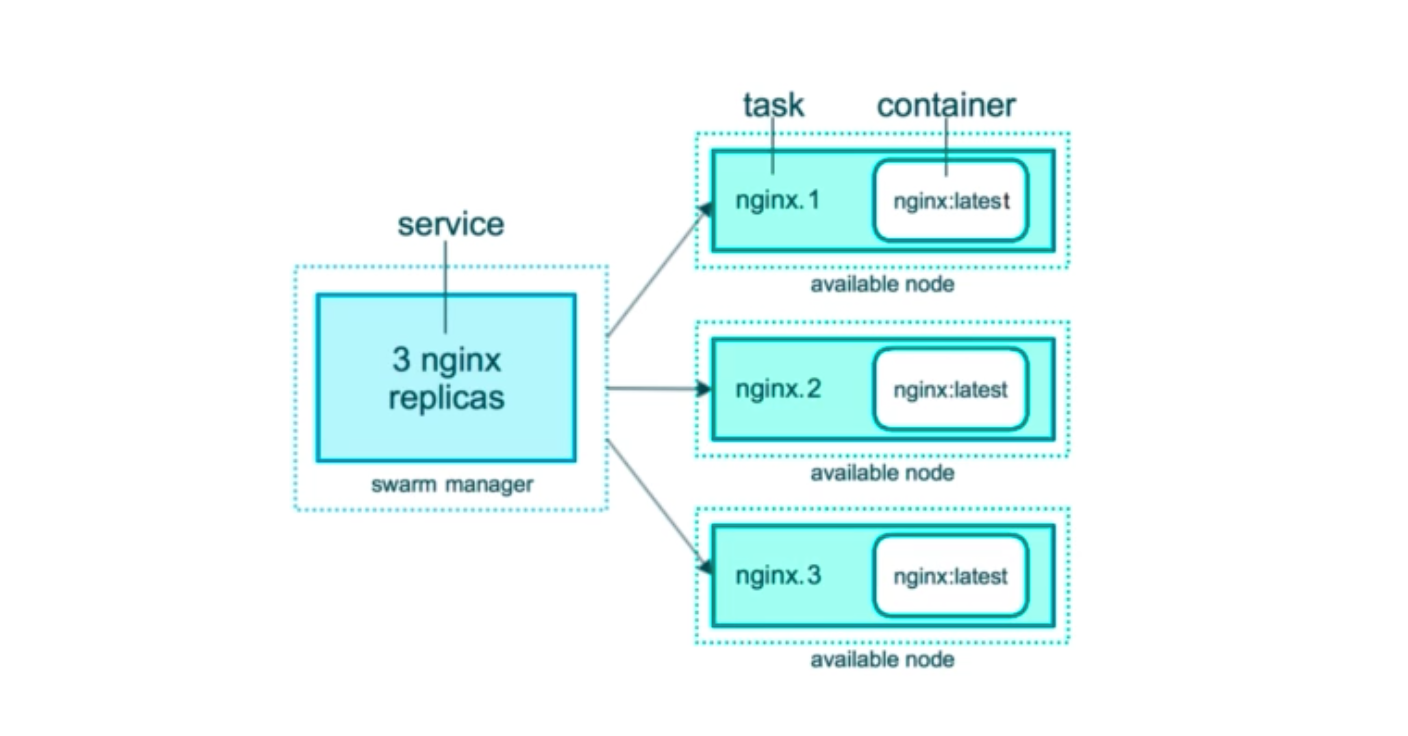 task
container
nginx.1
nginx:latest
available node
service
3 nginx
replicas
swarm manager
nginx.2
nginx:latest
available node
nginx.3
nginx:latest
available node